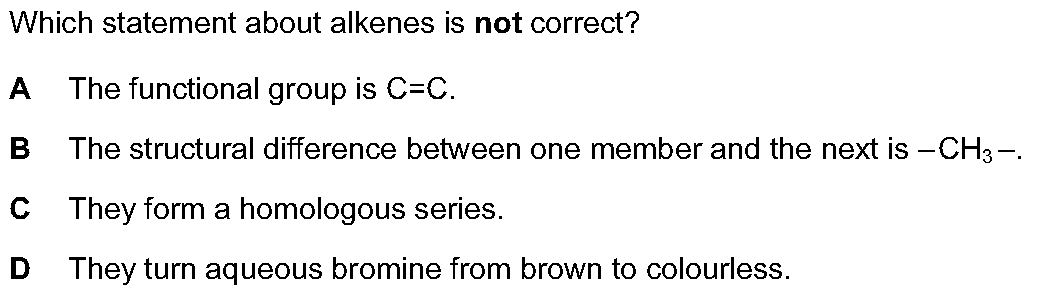 Which statement about alkenes is not correct?
A The functional group is C=C.
B The structural difference between one member and the next is –CH₃–.
C They form a homologous series.
D They turn aqueous bromine from brown to colourless.